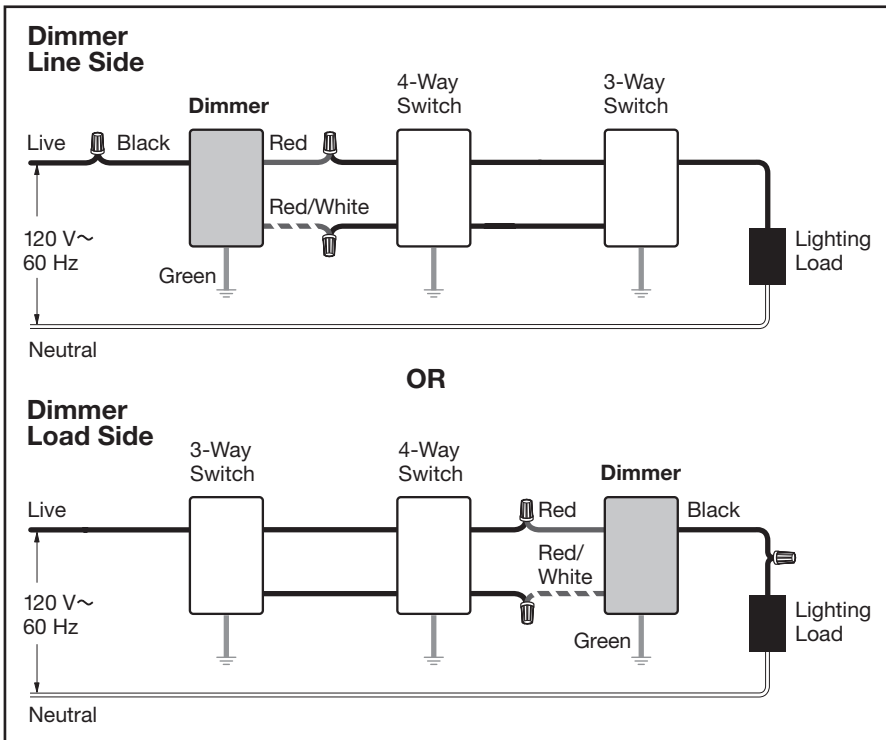 Dimmer
Line Side
4-Way
Switch
3-Way
Switch
Dimmer
Live
Black
Red
Red/White
120 V~
60 Hz
Green
Lighting
Load
Neutral
OR
Dimmer
Load Side
3-Way
Switch
4-Way
Switch
Dimmer
Live
Red
Black
Red/
White
120 V~
60 Hz
Green
Lighting
Load
Neutral